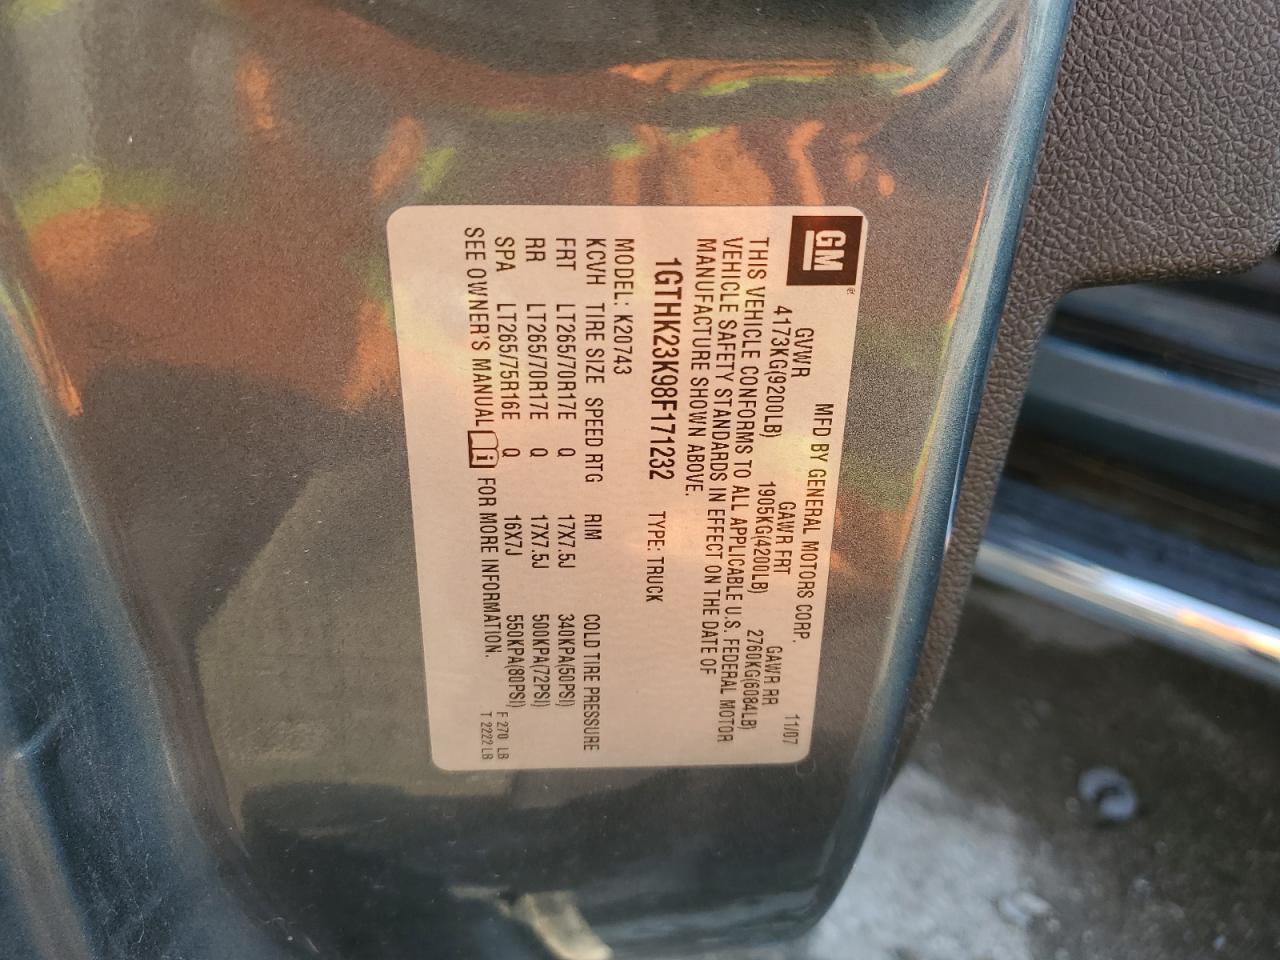 GM
MFD BY GENERAL MOTORS CORP. 11/07
GVWR GAWR FRT GAWR RR
4173KG(9200LB) 1905KG(4200LB) 2760KG(6084LB)
THIS VEHICLE CONFORMS TO ALL APPLICABLE U.S. FEDERAL MOTOR
VEHICLE SAFETY STANDARDS IN EFFECT ON THE DATE OF
MANUFACTURE SHOWN ABOVE.
1GTHK23K98F171232 TYPE: TRUCK
MODEL: K20743
KCVH TIRE SIZE SPEED RTG RIM COLD TIRE PRESSURE
FRT LT265/70R17E Q 17X7.5J 340KPA(50PSI)
RR LT265/70R17E Q 17X7.5J 500KPA(72PSI)
SPA LT265/75R16E Q 16X7J 550KPA(80PSI) F 270 LB
SEE OWNER'S MANUAL i FOR MORE INFORMATION. T 2222 LB